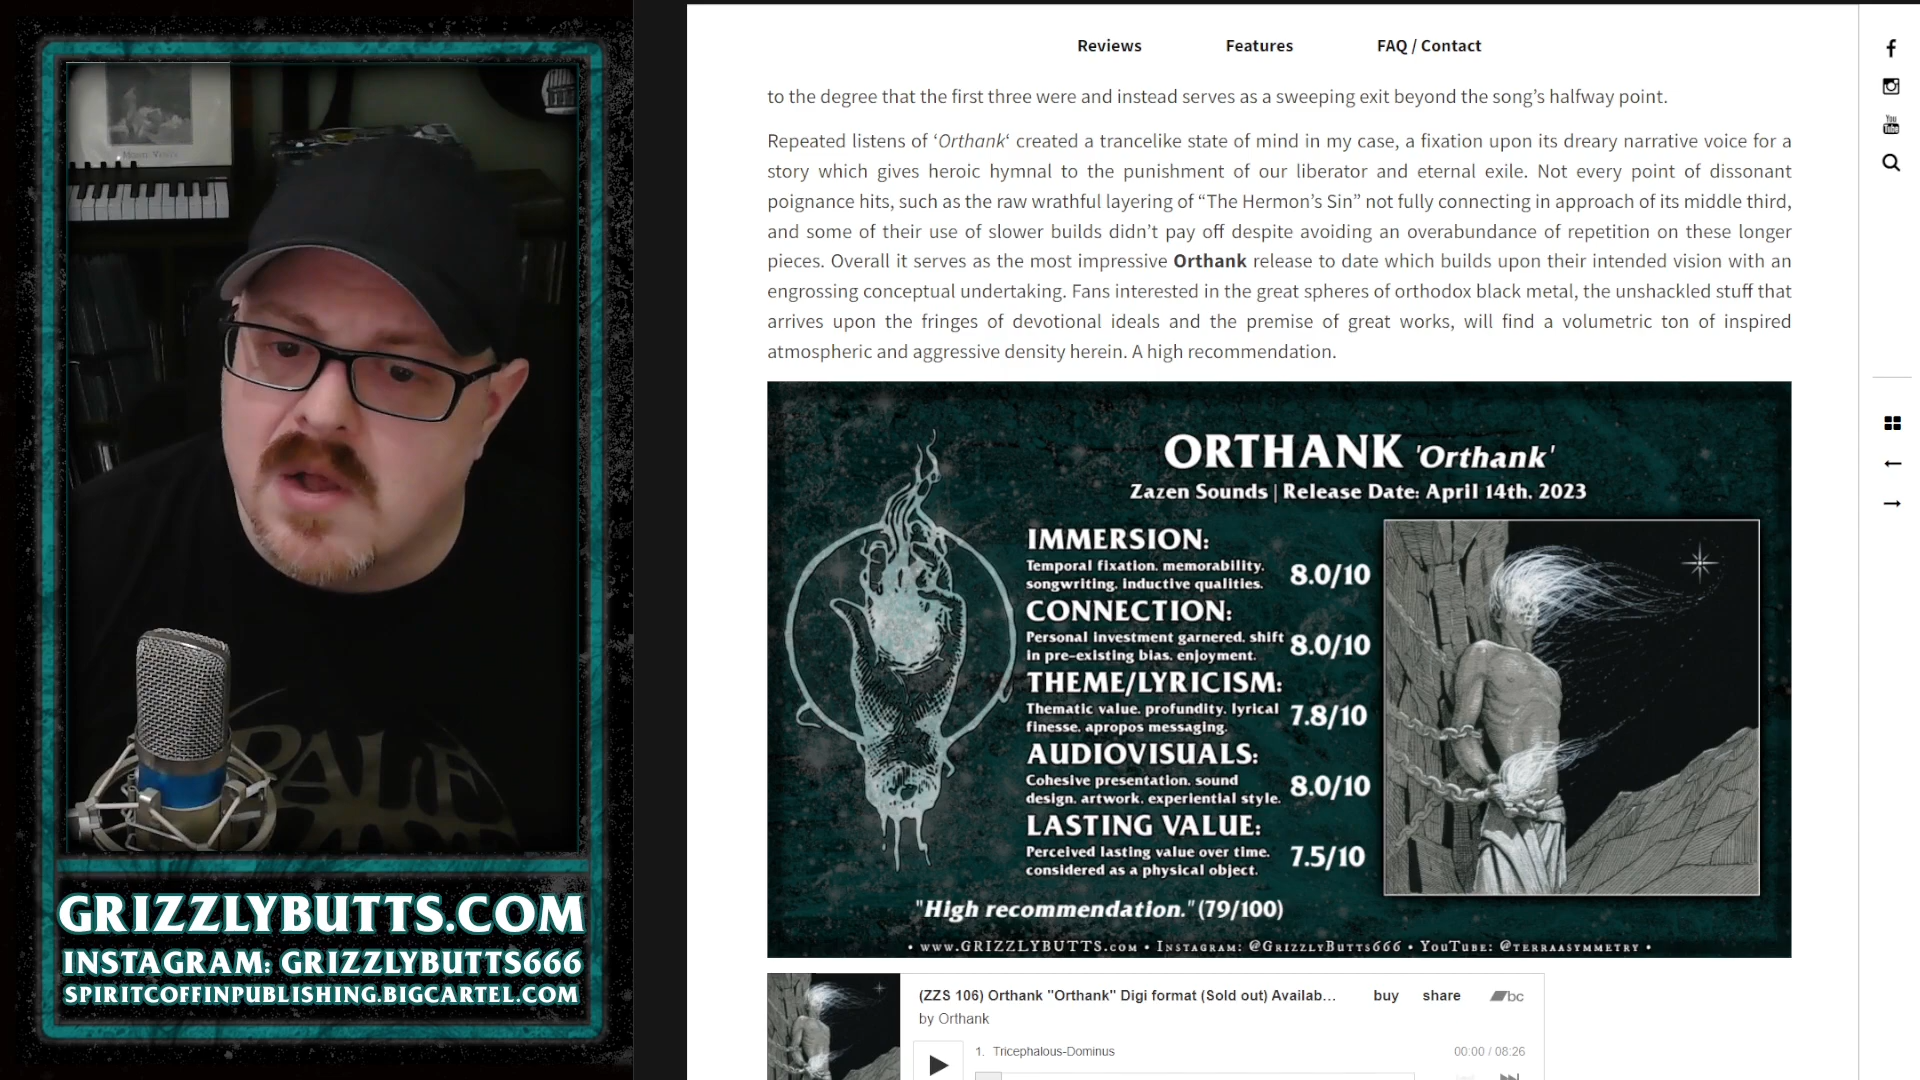 Moon Venus
PALE
GRIZZLYBUTTS.COM
INSTAGRAM: GRIZZLYBUTTS666
SPIRITCOFFINPUBLISHING.BIGCARTEL.COM
Reviews Features FAQ / Contact
to the degree that the first three were and instead serves as a sweeping exit beyond the song’s halfway point.
Repeated listens of ‘Orthank‘ created a trancelike state of mind in my case, a fixation upon its dreary narrative voice for a
story which gives heroic hymnal to the punishment of our liberator and eternal exile. Not every point of dissonant
poignance hits, such as the raw wrathful layering of “The Hermon’s Sin” not fully connecting in approach of its middle third,
and some of their use of slower builds didn’t pay off despite avoiding an overabundance of repetition on these longer
pieces. Overall it serves as the most impressive Orthank release to date which builds upon their intended vision with an
engrossing conceptual undertaking. Fans interested in the great spheres of orthodox black metal, the unshackled stuff that
arrives upon the fringes of devotional ideals and the premise of great works, will find a volumetric ton of inspired
atmospheric and aggressive density herein. A high recommendation.
ORTHANK 'Orthank'
Zazen Sounds | Release Date: April 14th, 2023
IMMERSION:
Temporal fixation, memorability,
songwriting, inductive qualities.
8.0/10
CONNECTION:
Personal investment garnered, shift
in pre-existing bias, enjoyment.
8.0/10
THEME/LYRICISM:
Thematic value, profundity, lyrical
finesse, apropos messaging.
7.8/10
AUDIOVISUALS:
Cohesive presentation, sound
design, artwork, experiential style.
8.0/10
LASTING VALUE:
Perceived lasting value over time,
considered as a physical object.
7.5/10
"High recommendation." (79/100)
• WWW.GRIZZLYBUTTS.COM • INSTAGRAM: @GRIZZLYBUTTS666 • YOUTUBE: @TERRAASYMMETRY •
(ZZS 106) Orthank "Orthank" Digi format (Sold out) Availab... buy share bc
by Orthank
1. Tricephalous-Dominus 00:00 / 08:26
You
Tube